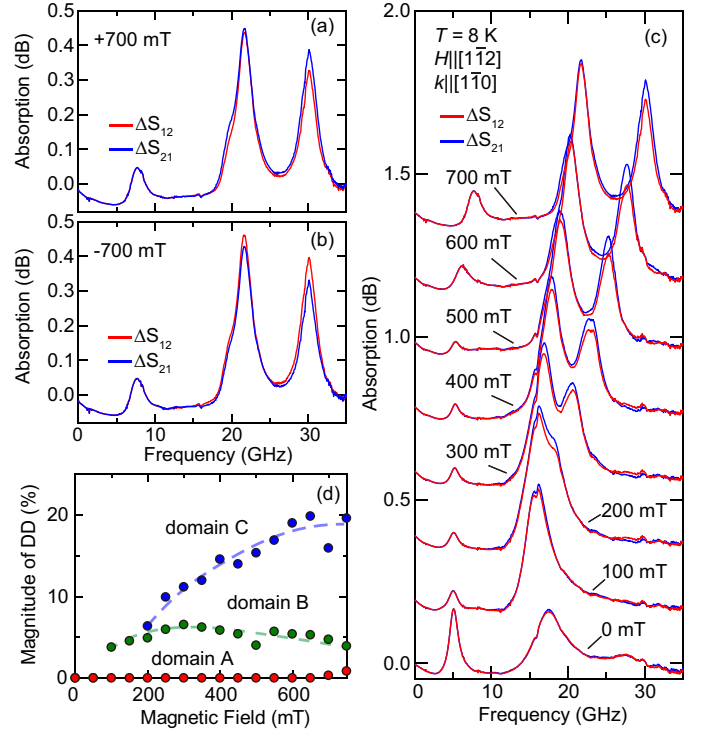 (a)
+700 mT
0.5
0.4
0.3
0.2
0.1
0.0
Absorption (dB)
ΔS12
ΔS21
(b)
-700 mT
0.5
0.4
0.3
0.2
0.1
0.0
Absorption (dB)
ΔS12
ΔS21
0 10 20 30
Frequency (GHz)
(d)
20
10
0
Magnitude of DD (%)
domain C
domain B
domain A
0 200 400 600
Magnetic Field (mT)
(c)
T = 8 K
H||[11̄2]
k||[11̄0]
ΔS12
ΔS21
2.0
1.5
1.0
0.5
0.0
Absorption (dB)
700 mT
600 mT
500 mT
400 mT
300 mT
200 mT
100 mT
0 mT
0 10 20 30
Frequency (GHz)